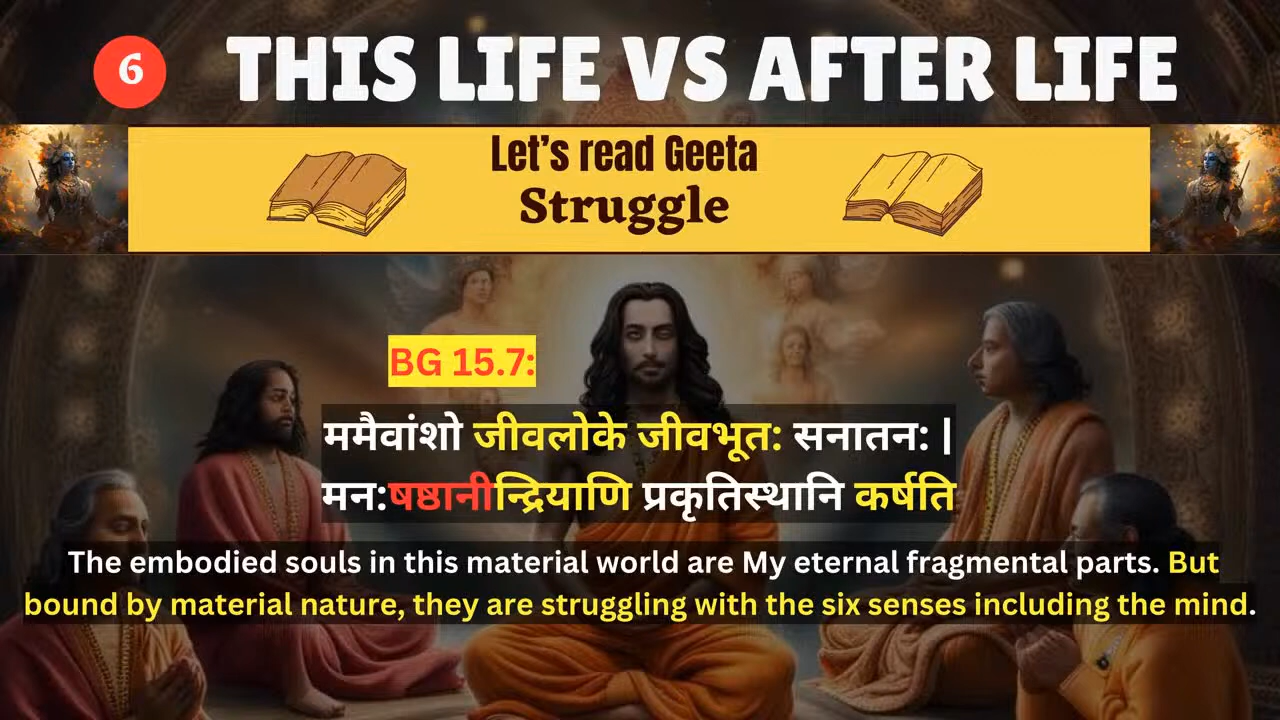 6
THIS LIFE VS AFTER LIFE
Let's read Geeta
Struggle
BG 15.7:
ममैवांशो जीवलोके जीवभूत: सनातन: |
मन:षष्ठानीन्द्रियाणि प्रकृतिस्थानि कर्षति
The embodied souls in this material world are My eternal fragmental parts. But
bound by material nature, they are struggling with the six senses including the mind.